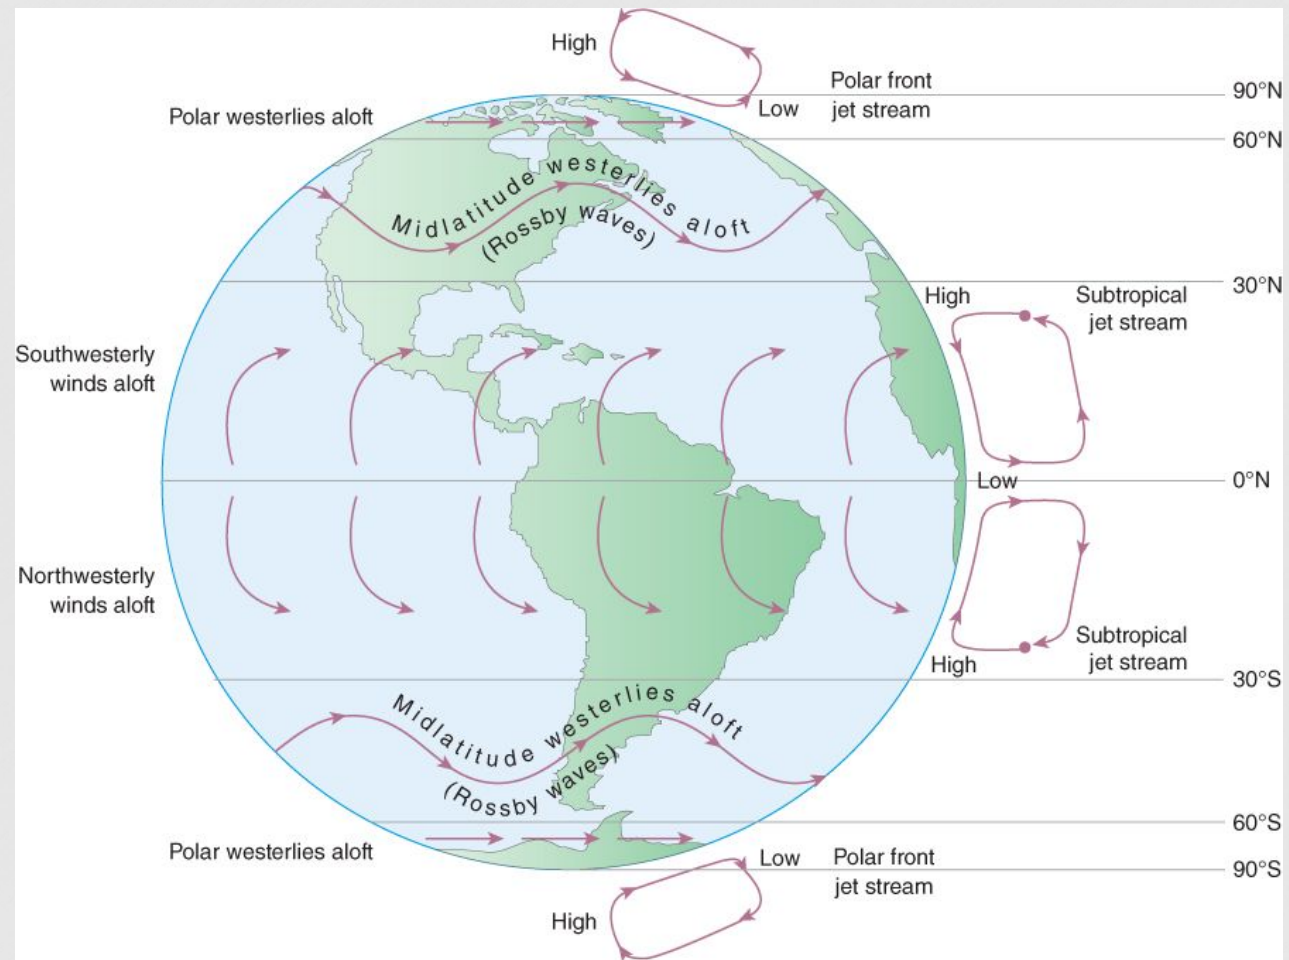 High
Polar front
jet stream
Low
90°N
Polar westerlies aloft
60°N
Midlatitude westerlies aloft
(Rossby waves)
30°N
High
Subtropical
jet stream
Southwesterly
winds aloft
Low
0°N
Northwesterly
winds aloft
Subtropical
jet stream
High
30°S
Midlatitude westerlies aloft
(Rossby waves)
60°S
Polar westerlies aloft
Low
Polar front
jet stream
90°S
High